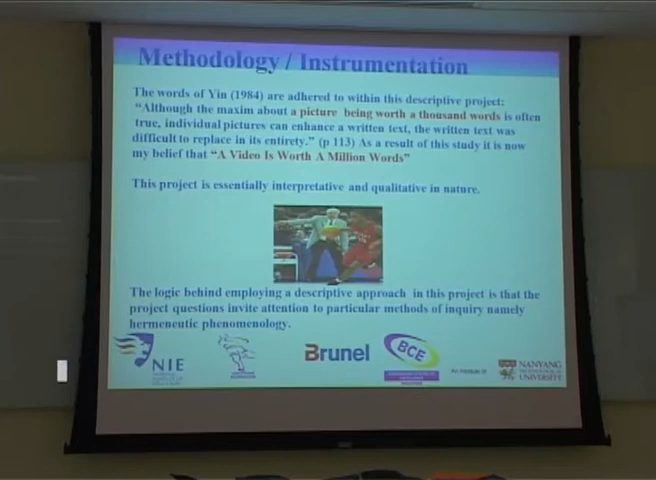 Methodology / Instrumentation
The words of Yin (1984) are adhered to within this descriptive project:
“Although the maxim about a picture being worth a thousand words is often
true, individual pictures can enhance a written text, the written text was
difficult to replace in its entirety.” (p 113) As a result of this study it is now
my belief that “A Video Is Worth A Million Words”
This project is essentially interpretative and qualitative in nature.
The logic behind employing a descriptive approach in this project is that the
project questions invite attention to particular methods of inquiry namely
hermeneutic phenomenology.
NIE
Brunel
BCE
An Institute of
NANYANG
TECHNOLOGICAL
UNIVERSITY